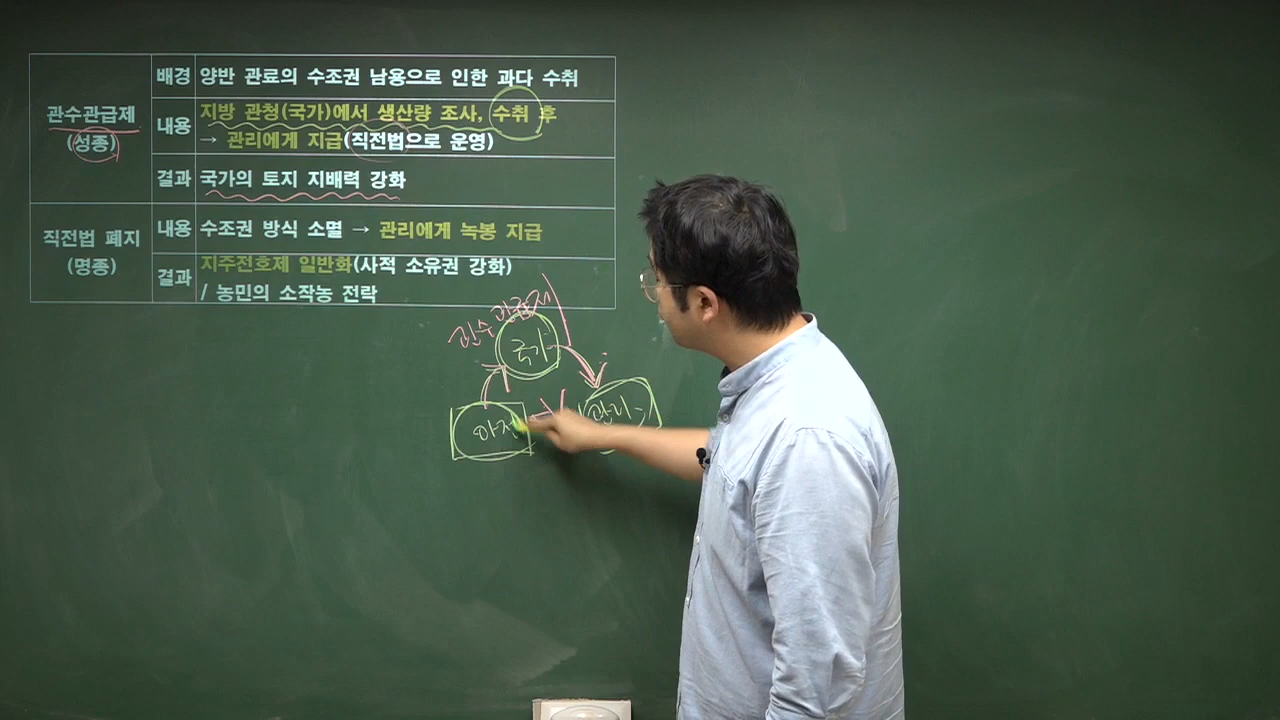 관수관급제
(성종)
배경
양반 관료의 수조권 남용으로 인한 과다 수취
내용
지방 관청(국가)에서 생산량 조사, 수취 후
→ 관리에게 지급(직전법으로 운영)
결과
국가의 토지 지배력 강화
직전법 폐지
(명종)
내용
수조권 방식 소멸 → 관리에게 녹봉 지급
결과
지주전호제 일반화(사적 소유권 강화)
/ 농민의 소작농 전락
관수관급제
국가
관리